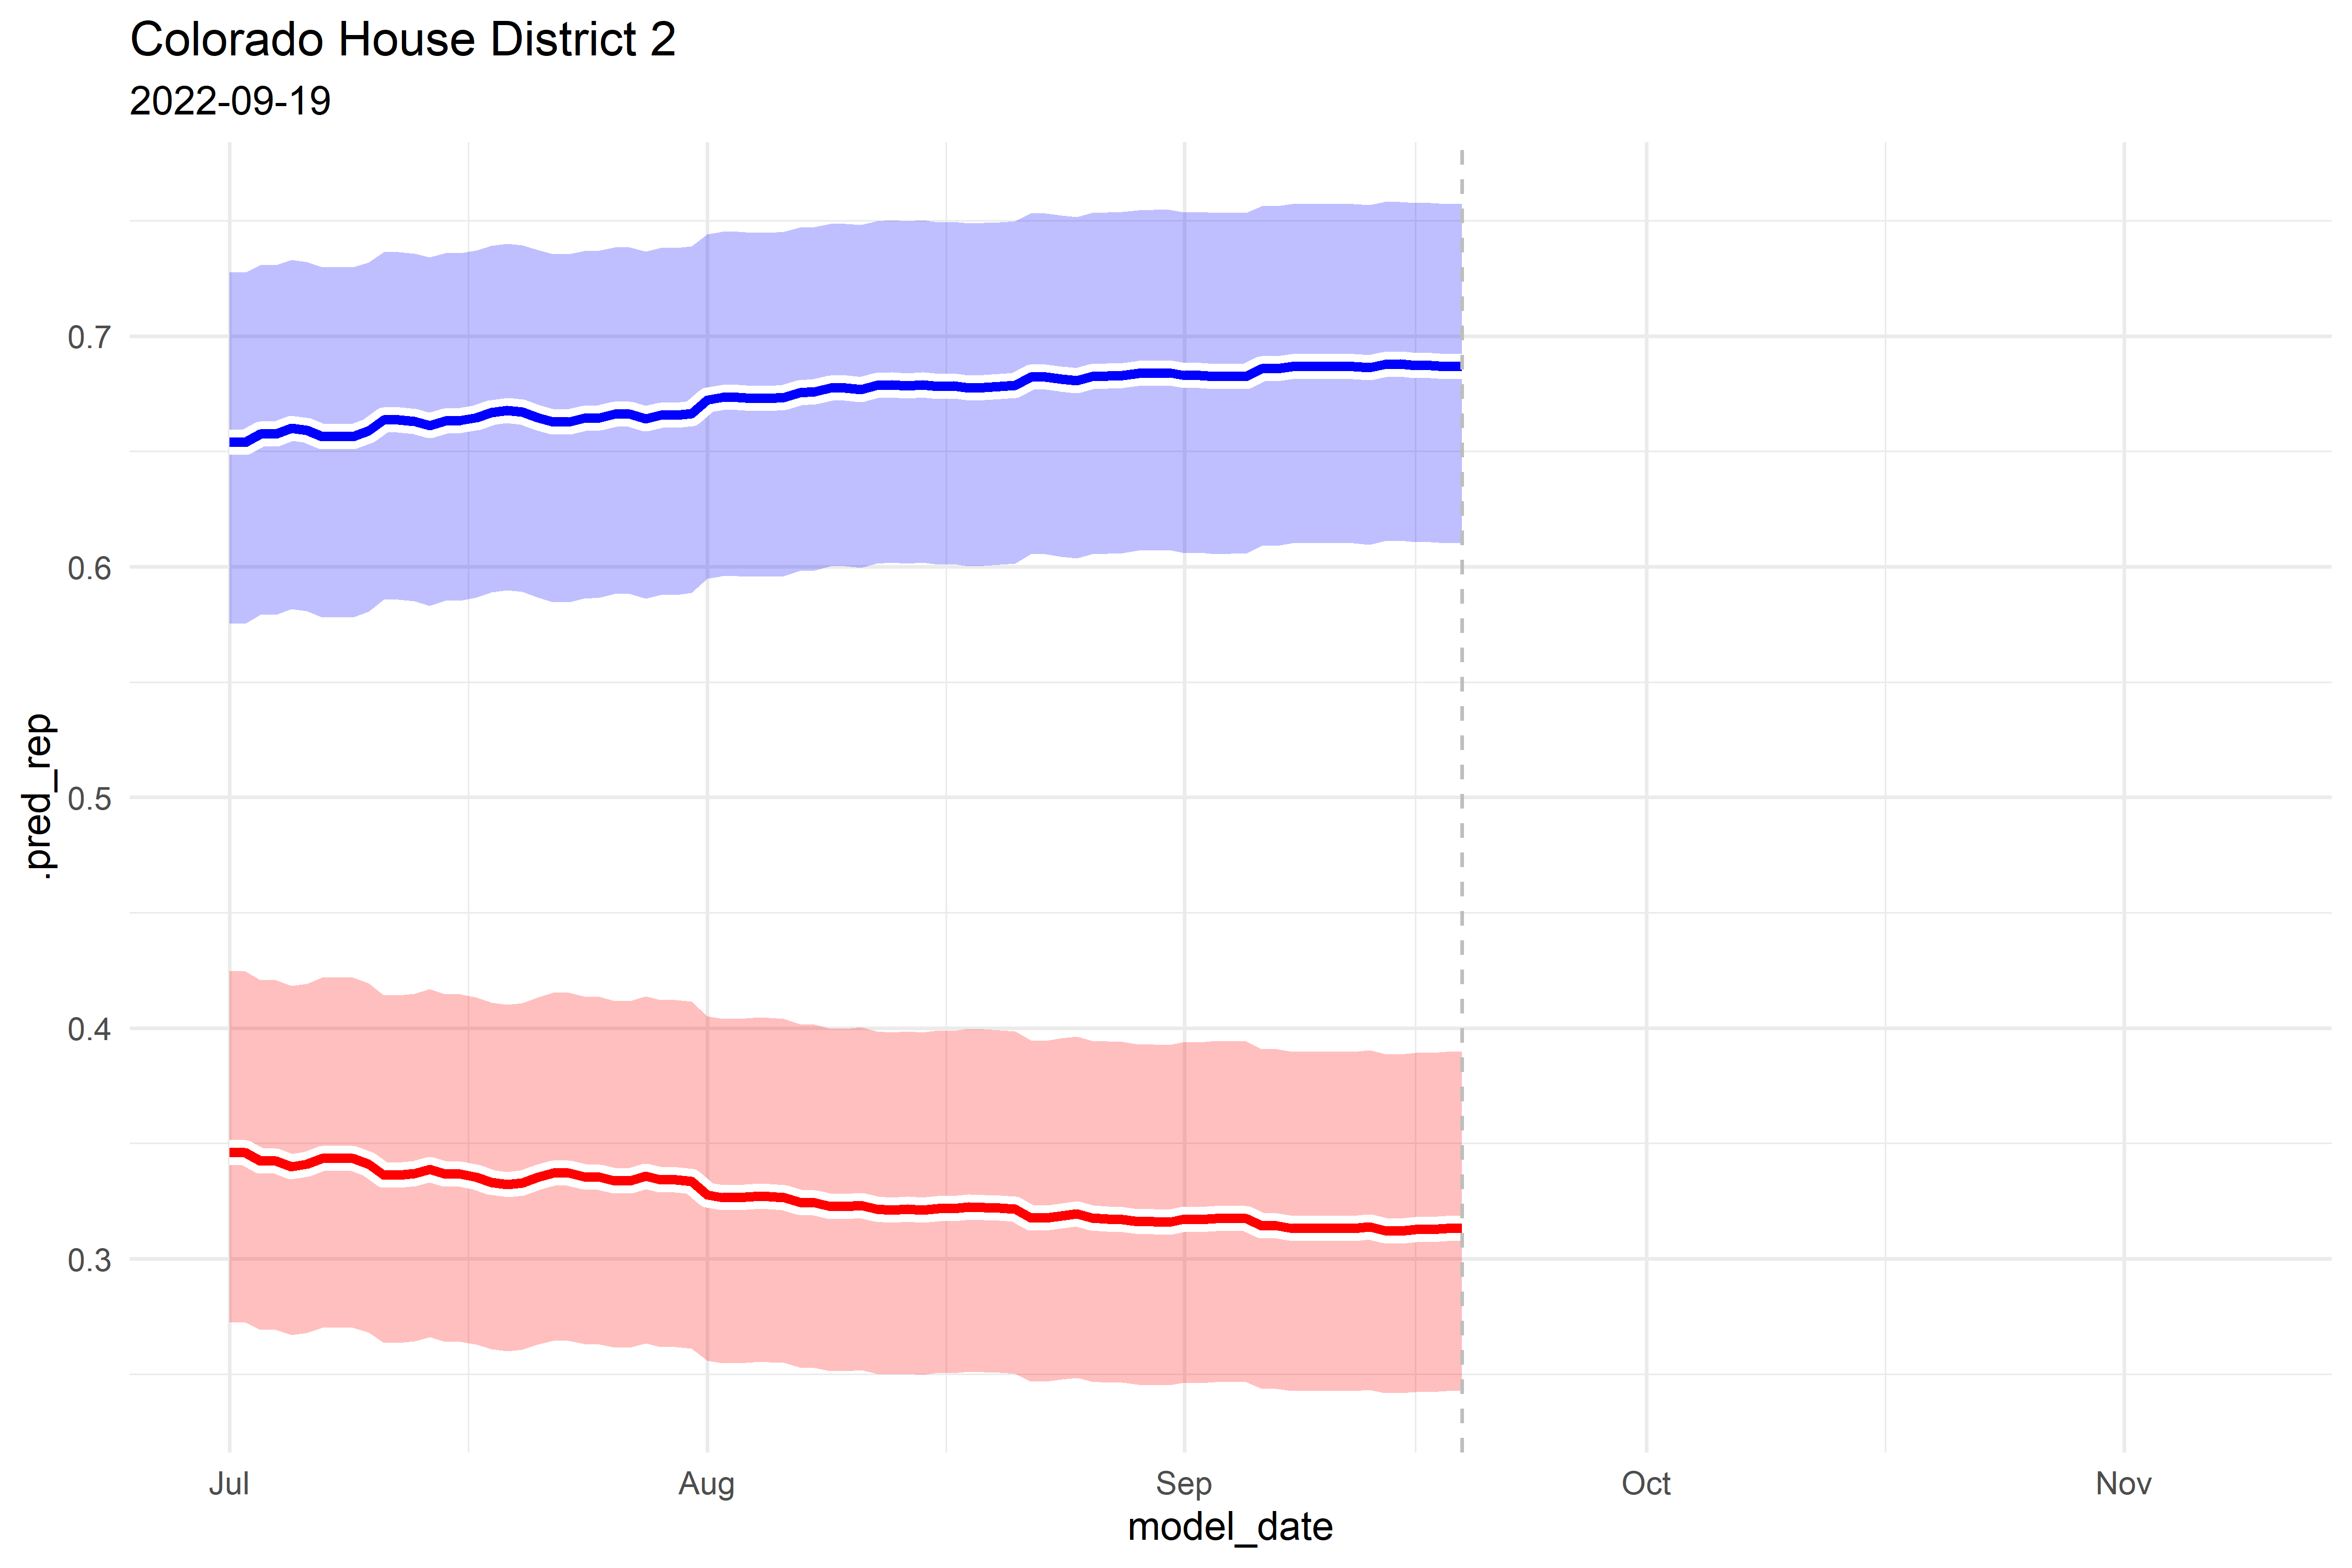 Colorado House District 2
2022-09-19
.pred_rep
0.7
0.6
0.5
0.4
0.3
Jul Aug Sep Oct Nov
model_date